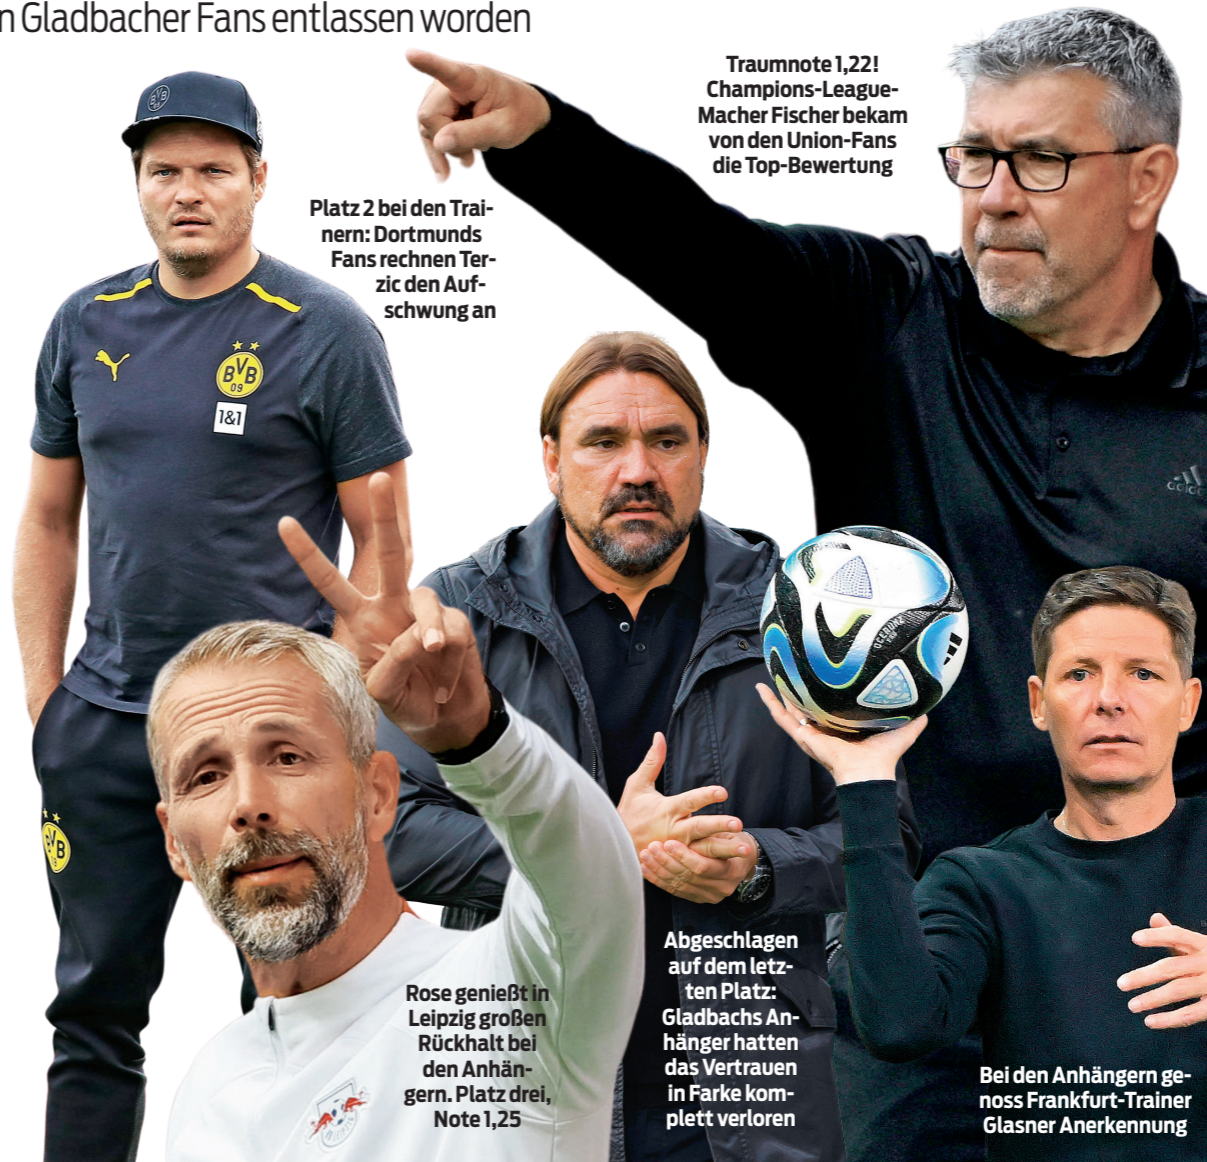 n Gladbacher Fans entlassen worden
Traumnote 1,22!
Champions-League-
Macher Fischer bekam
von den Union-Fans
die Top-Bewertung
Platz 2 bei den Trai-
nern: Dortmunds
Fans rechnen Ter-
zic den Auf-
schwung an
BVB
09
1&1
adidas
OCEAUNZ
BVB
09
Rose genießt in
Leipzig großen
Rückhalt bei
den Anhän-
gern. Platz drei,
Note 1,25
Abgeschlagen
auf dem letz-
ten Platz:
Gladbachs An-
hänger hatten
das Vertrauen
in Farke kom-
plett verloren
Bei den Anhängern ge-
noss Frankfurt-Trainer
Glasner Anerkennung